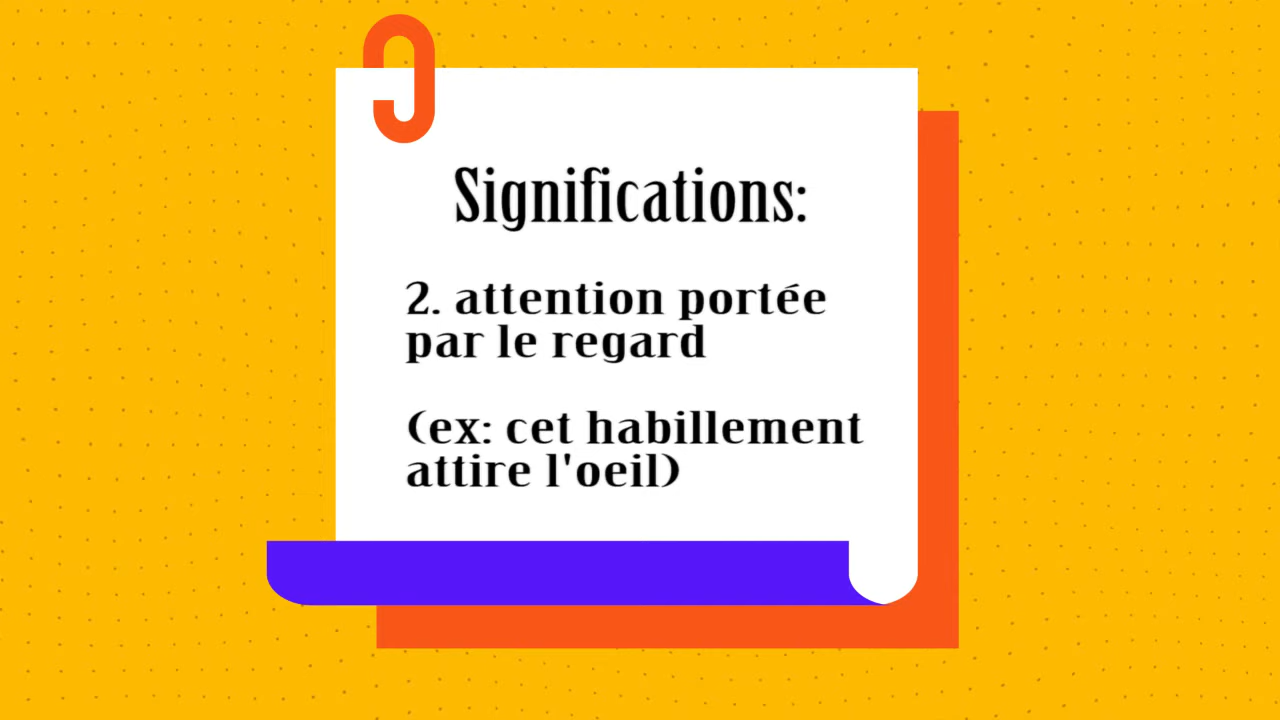 Significations:
2. attention portée
par le regard
(ex: cet habillement
attire l'oeil)